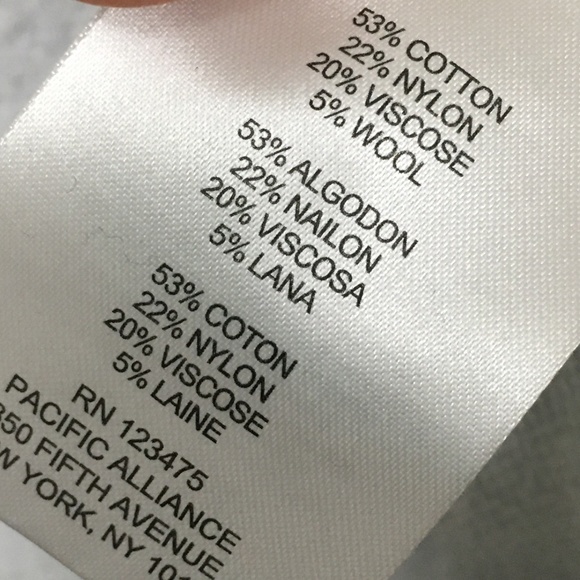 53% COTTON
22% NYLON
20% VISCOSE
5% WOOL
53% ALGODON
22% NAILON
20% VISCOSA
5% LANA
53% COTON
22% NYLON
20% VISCOSE
5% LAINE
RN 123475
PACIFIC ALLIANCE
FIFTH AVENUE
YORK, NY